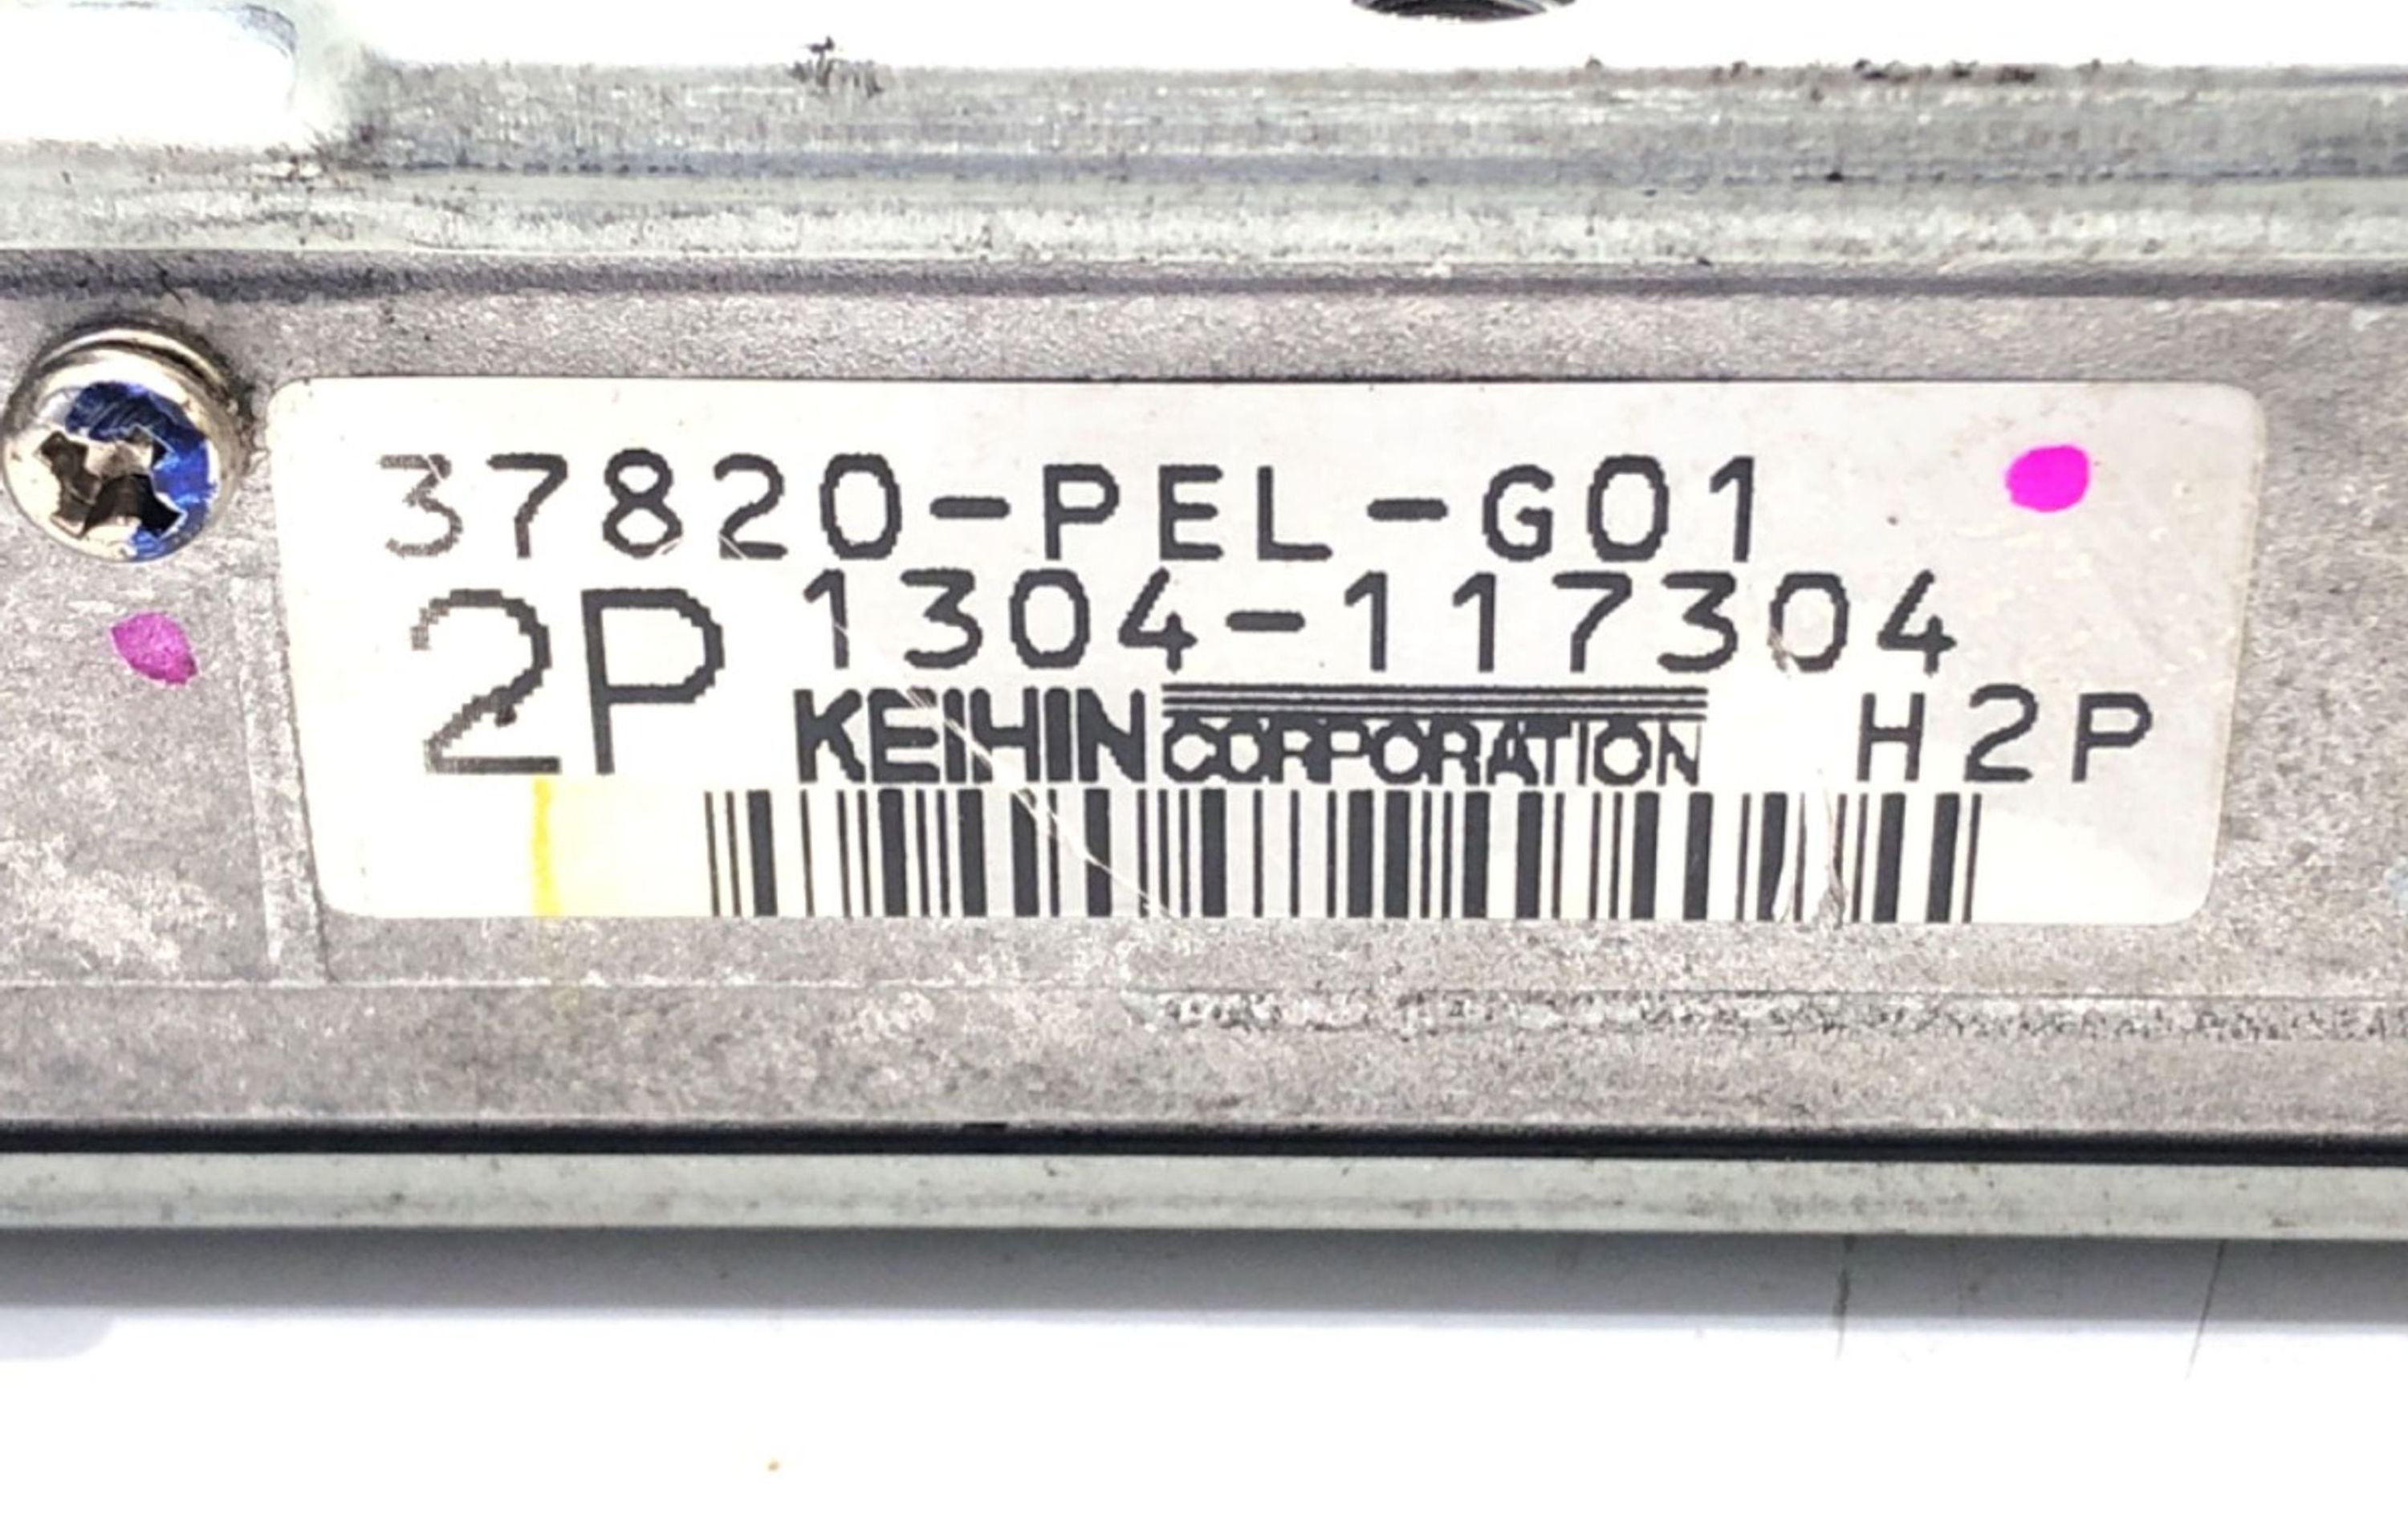 37820-PEL-G01
2P 1304-117304
KEIHIN CORPORATION H2P